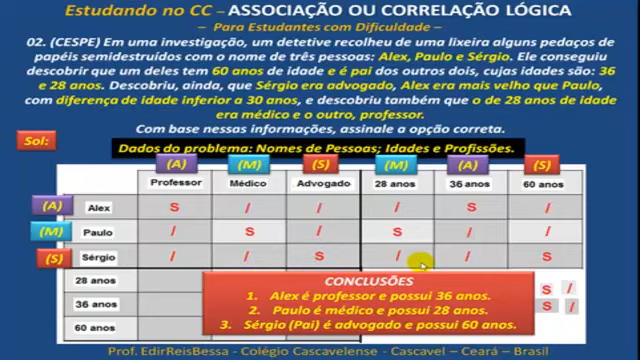 Estudando no CC – ASSOCIAÇÃO OU CORRELAÇÃO LÓGICA
– Para Estudantes com Dificuldade –
02. (CESPE) Em uma investigação, um detetive recolheu de uma lixeira alguns pedaços de
papéis semidestruídos com o nome de três pessoas: Alex, Paulo e Sérgio. Ele conseguiu
descobrir que um deles tem 60 anos de idade e é pai dos outros dois, cujas idades são: 36
e 28 anos. Descobriu, ainda, que Sérgio era advogado, Alex era mais velho que Paulo,
com diferença de idade inferior a 30 anos, e descobriu também que o de 28 anos de idade
era médico e o outro, professor.
Com base nessas informações, assinale a opção correta.
Sol:
Dados do problema: Nomes de Pessoas; Idades e Profissões.
(A) (M) (S) (M) (A) (S)
Professor Médico Advogado 28 anos 36 anos 60 anos
(A) Alex S / / / S /
(M) Paulo / S / S / /
(S) Sérgio / / S / / S
28 anos S /
36 anos S /
60 anos
CONCLUSÕES
1. Alex é professor e possui 36 anos.
2. Paulo é médico e possui 28 anos.
3. Sérgio (Pai) é advogado e possui 60 anos.
Prof. EdirReisBessa - Colégio Cascavelense - Cascavel – Ceará – Brasil